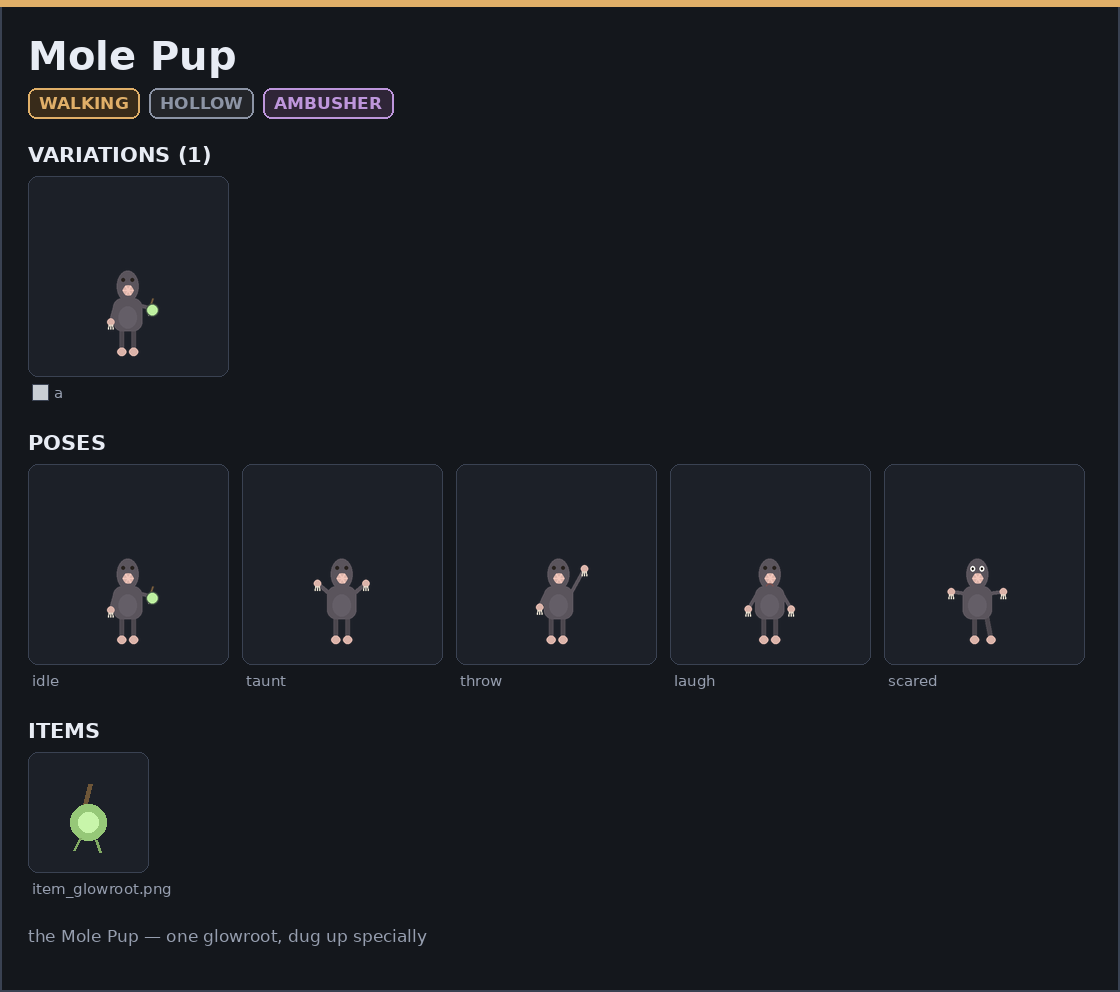 Mole Pup
WALKING HOLLOW AMBUSHER
VARIATIONS (1)
a
POSES
idle taunt throw laugh scared
ITEMS
item_glowroot.png
the Mole Pup — one glowroot, dug up specially